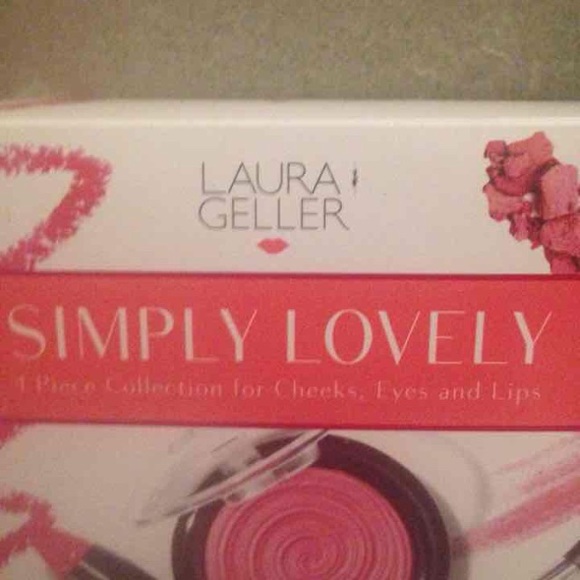 LAURA
GELLER
SIMPLY LOVELY
4 Piece Collection for Cheeks, Eyes and Lips